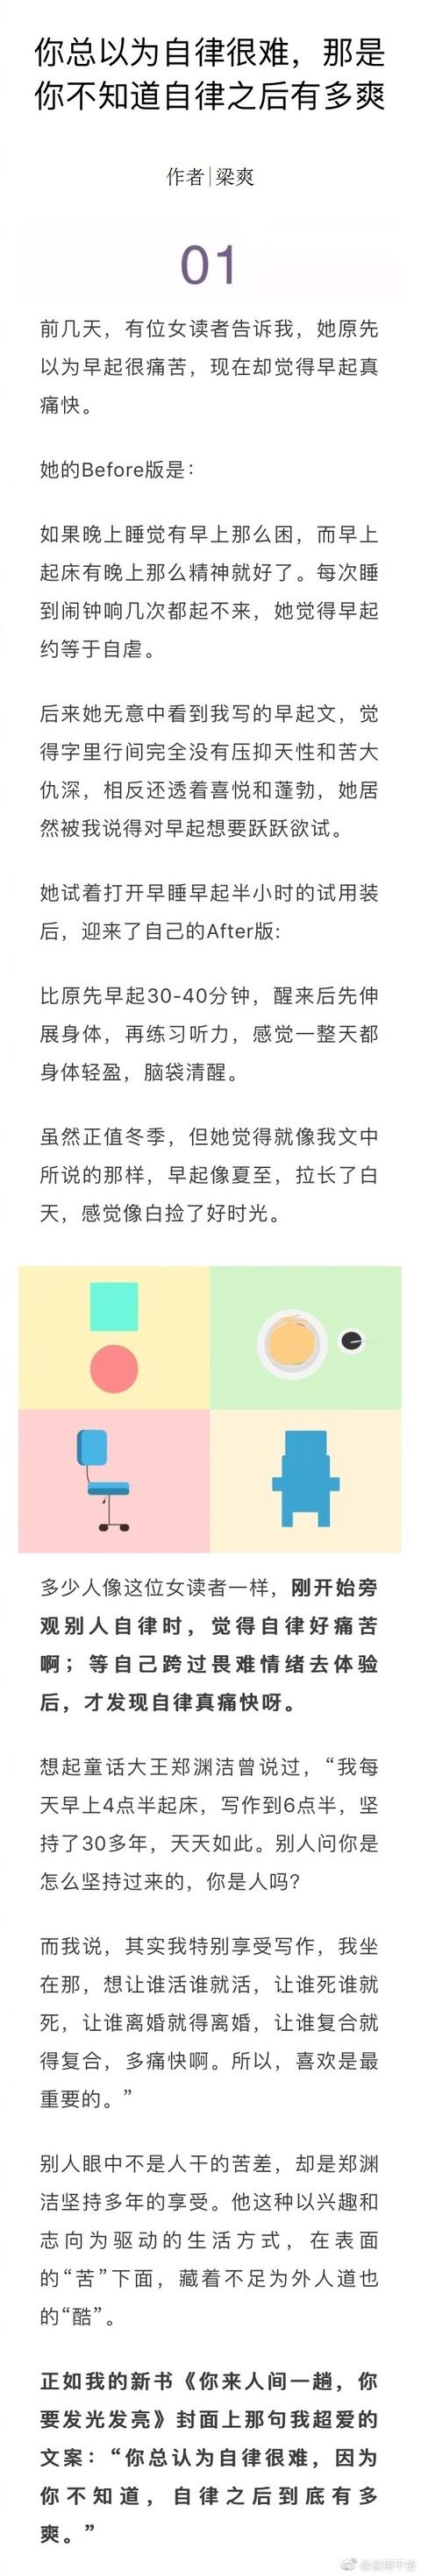 你总以为自律很难，那是
你不知道自律之后有多爽
作者|梁爽
01
前几天，有位女读者告诉我，她原先
以为早起很痛苦，现在却觉得早起真
痛快。
她的Before版是：
如果晚上睡觉有早上那么困，而早上
起床有晚上那么精神就好了。每次睡
到闹钟响几次都起不来，她觉得早起
约等于自虐。
后来她无意中看到我写的早起文，觉
得字里行间完全没有压抑天性和苦大
仇深，相反还透着喜悦和蓬勃，她居
然被我说得对早起想要跃跃欲试。
她试着打开早睡早起半小时的试用装
后，迎来了自己的After版:
比原先早起30-40分钟，醒来后先伸
展身体，再练习听力，感觉一整天都
身体轻盈，脑袋清醒。
虽然正值冬季，但她觉得就像我文中
所说的那样，早起像夏至，拉长了白
天，感觉像白捡了好时光。
多少人像这位女读者一样，刚开始旁
观别人自律时，觉得自律好痛苦
啊；等自己跨过畏难情绪去体验
后，才发现自律真痛快呀。
想起童话大王郑渊洁曾说过，“我每
天早上4点半起床，写作到6点半，坚
持了30多年，天天如此。别人问你是
怎么坚持过来的，你是人吗?
而我说，其实我特别享受写作，我坐
在那，想让谁活谁就活，让谁死谁就
死，让谁离婚就得离婚，让谁复合就
得复合，多痛快啊。所以，喜欢是最
重要的。”
别人眼中不是人干的苦差，却是郑渊
洁坚持多年的享受。他这种以兴趣和
志向为驱动的生活方式，在表面
的“苦”下面，藏着不足为外人道也
的“酷”。
正如我的新书《你来人间一趟，你
要发光发亮》封面上那句我超爱的
文案：“你总认为自律很难，因为
你不知道，自律之后到底有多
爽。”
@实用干货